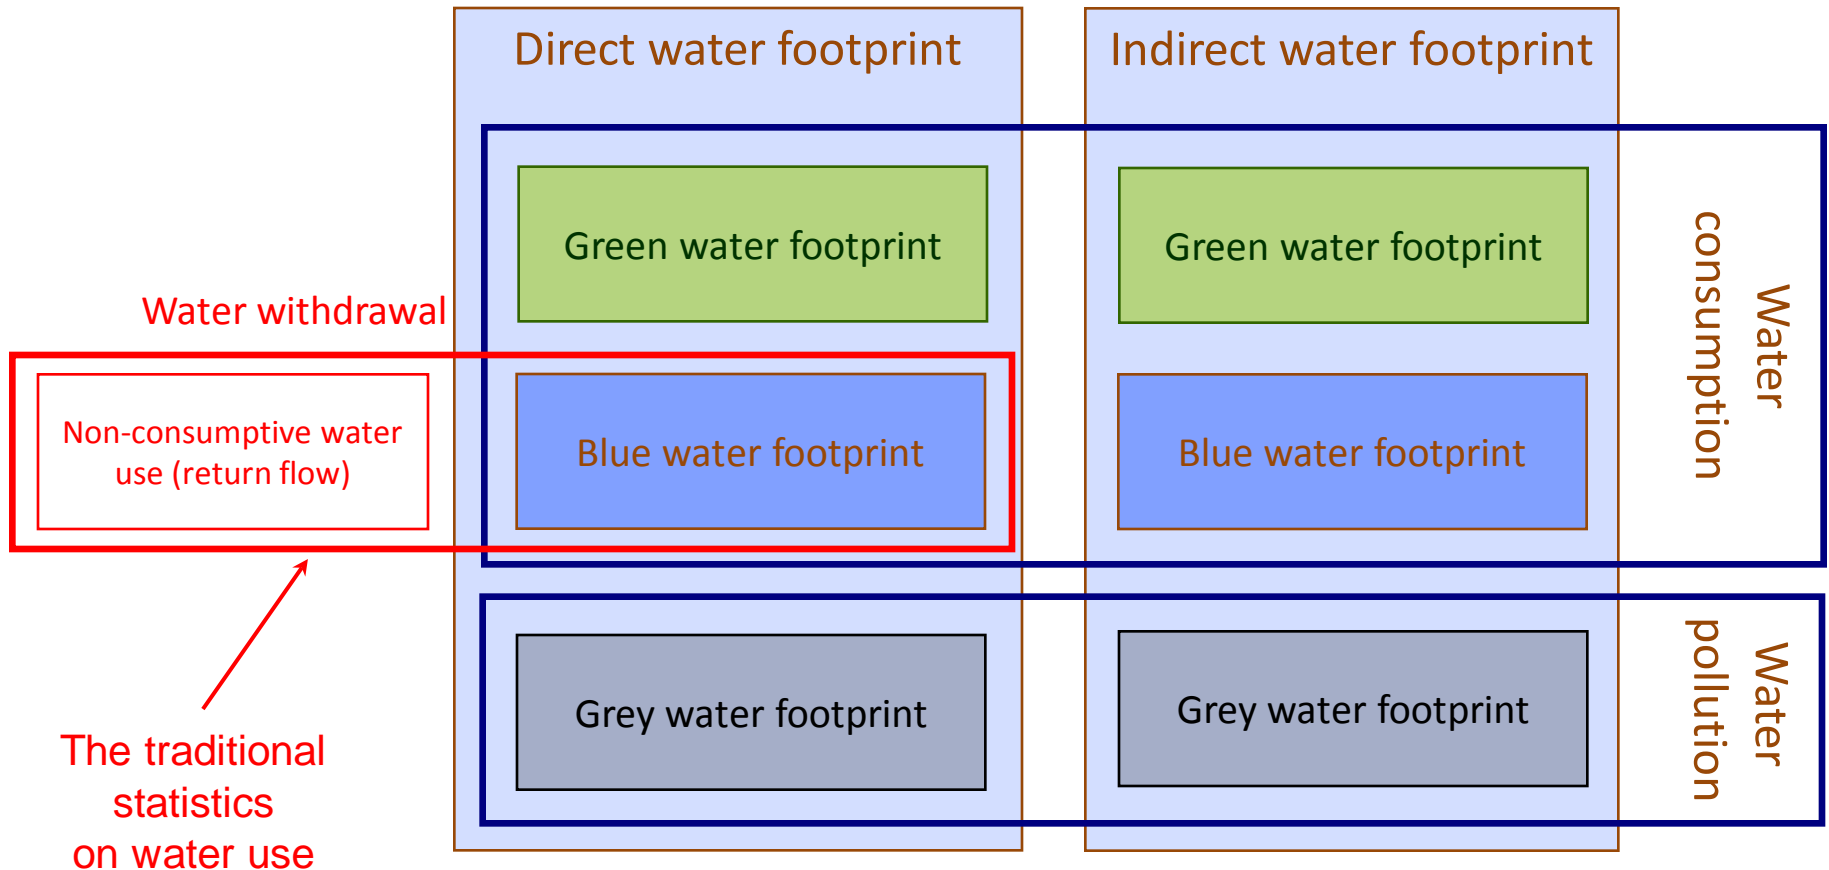 Direct water footprint
Indirect water footprint
Green water footprint
Green water footprint
Water
consumption
Water withdrawal
Non-consumptive water
use (return flow)
Blue water footprint
Blue water footprint
Grey water footprint
Grey water footprint
Water
pollution
The traditional
statistics
on water use